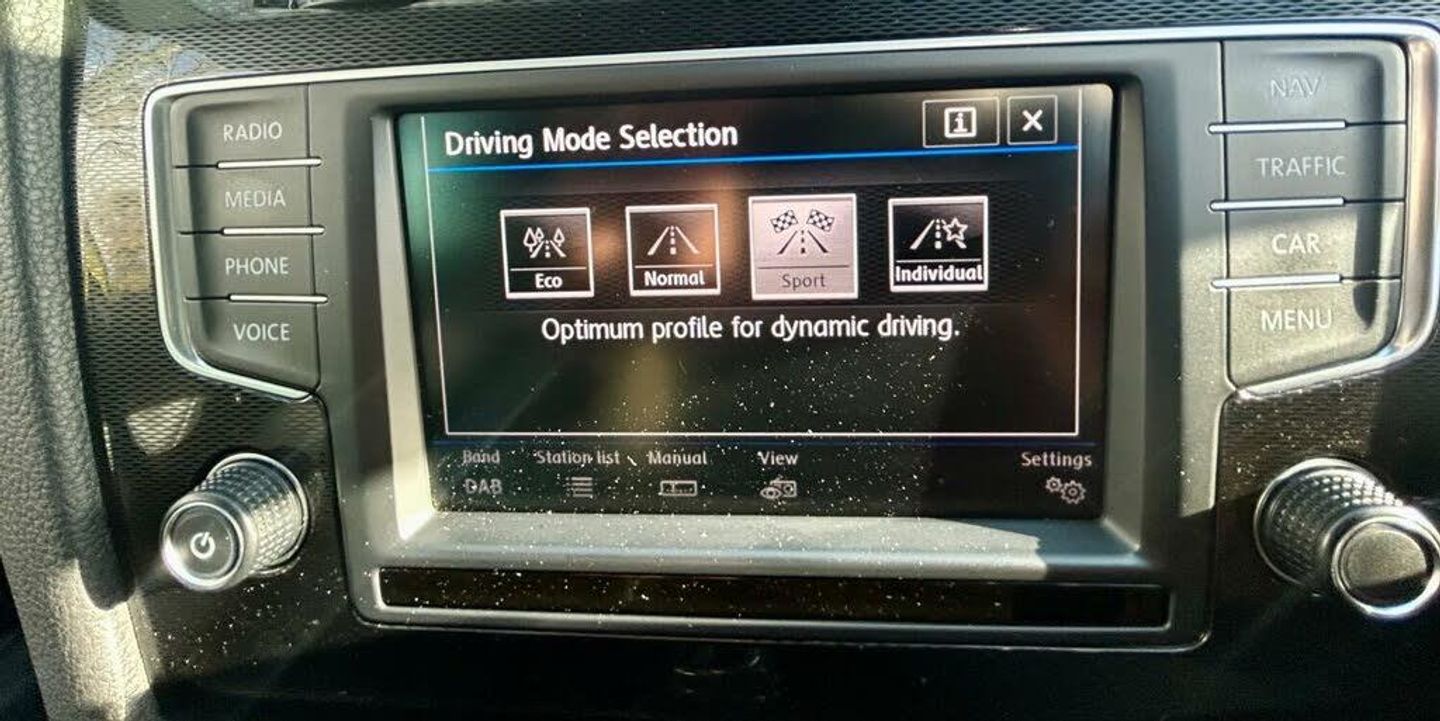 RADIO
MEDIA
PHONE
VOICE
Driving Mode Selection
i
Eco
Normal
Sport
Individual
Optimum profile for dynamic driving.
Band
Station list
Manual
View
Settings
DAB
NAV
TRAFFIC
CAR
MENU